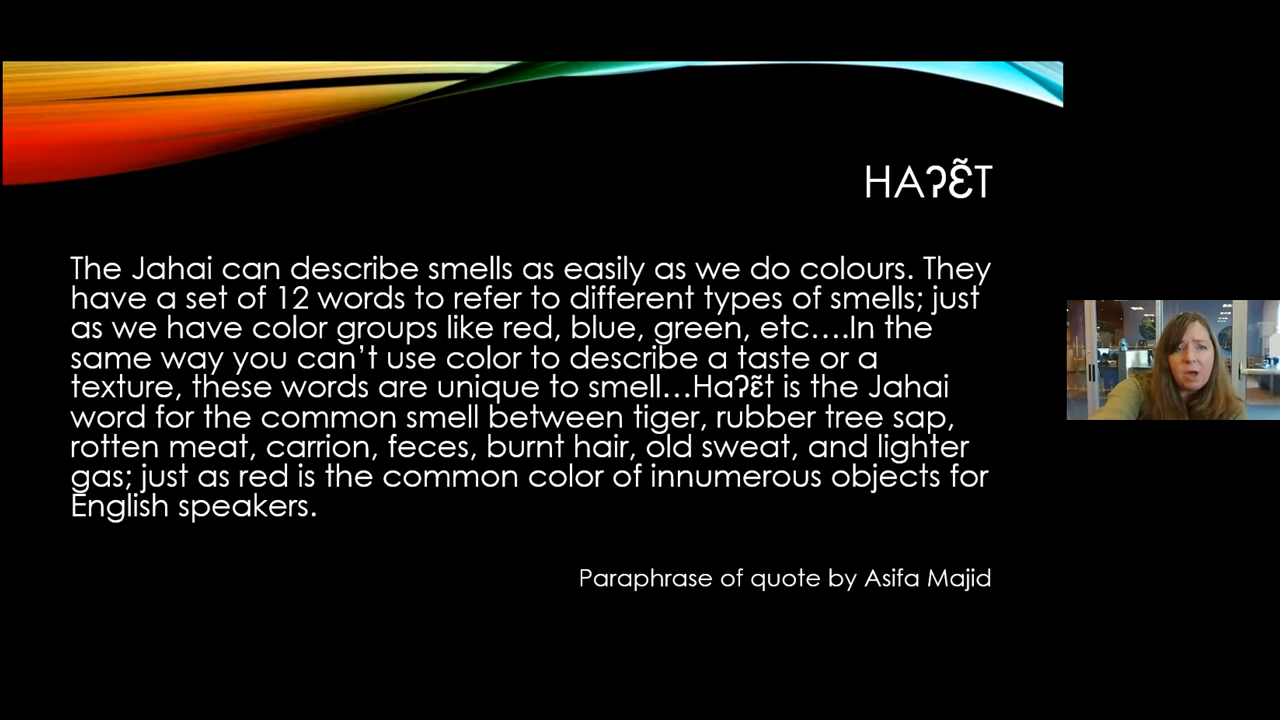 HAʔɛ̃T
The Jahai can describe smells as easily as we do colours. They
have a set of 12 words to refer to different types of smells; just
as we have color groups like red, blue, green, etc….In the
same way you can’t use color to describe a taste or a
texture, these words are unique to smell…Haʔɛ̃t is the Jahai
word for the common smell between tiger, rubber tree sap,
rotten meat, carrion, feces, burnt hair, old sweat, and lighter
gas; just as red is the common color of innumerous objects for
English speakers.
Paraphrase of quote by Asifa Majid